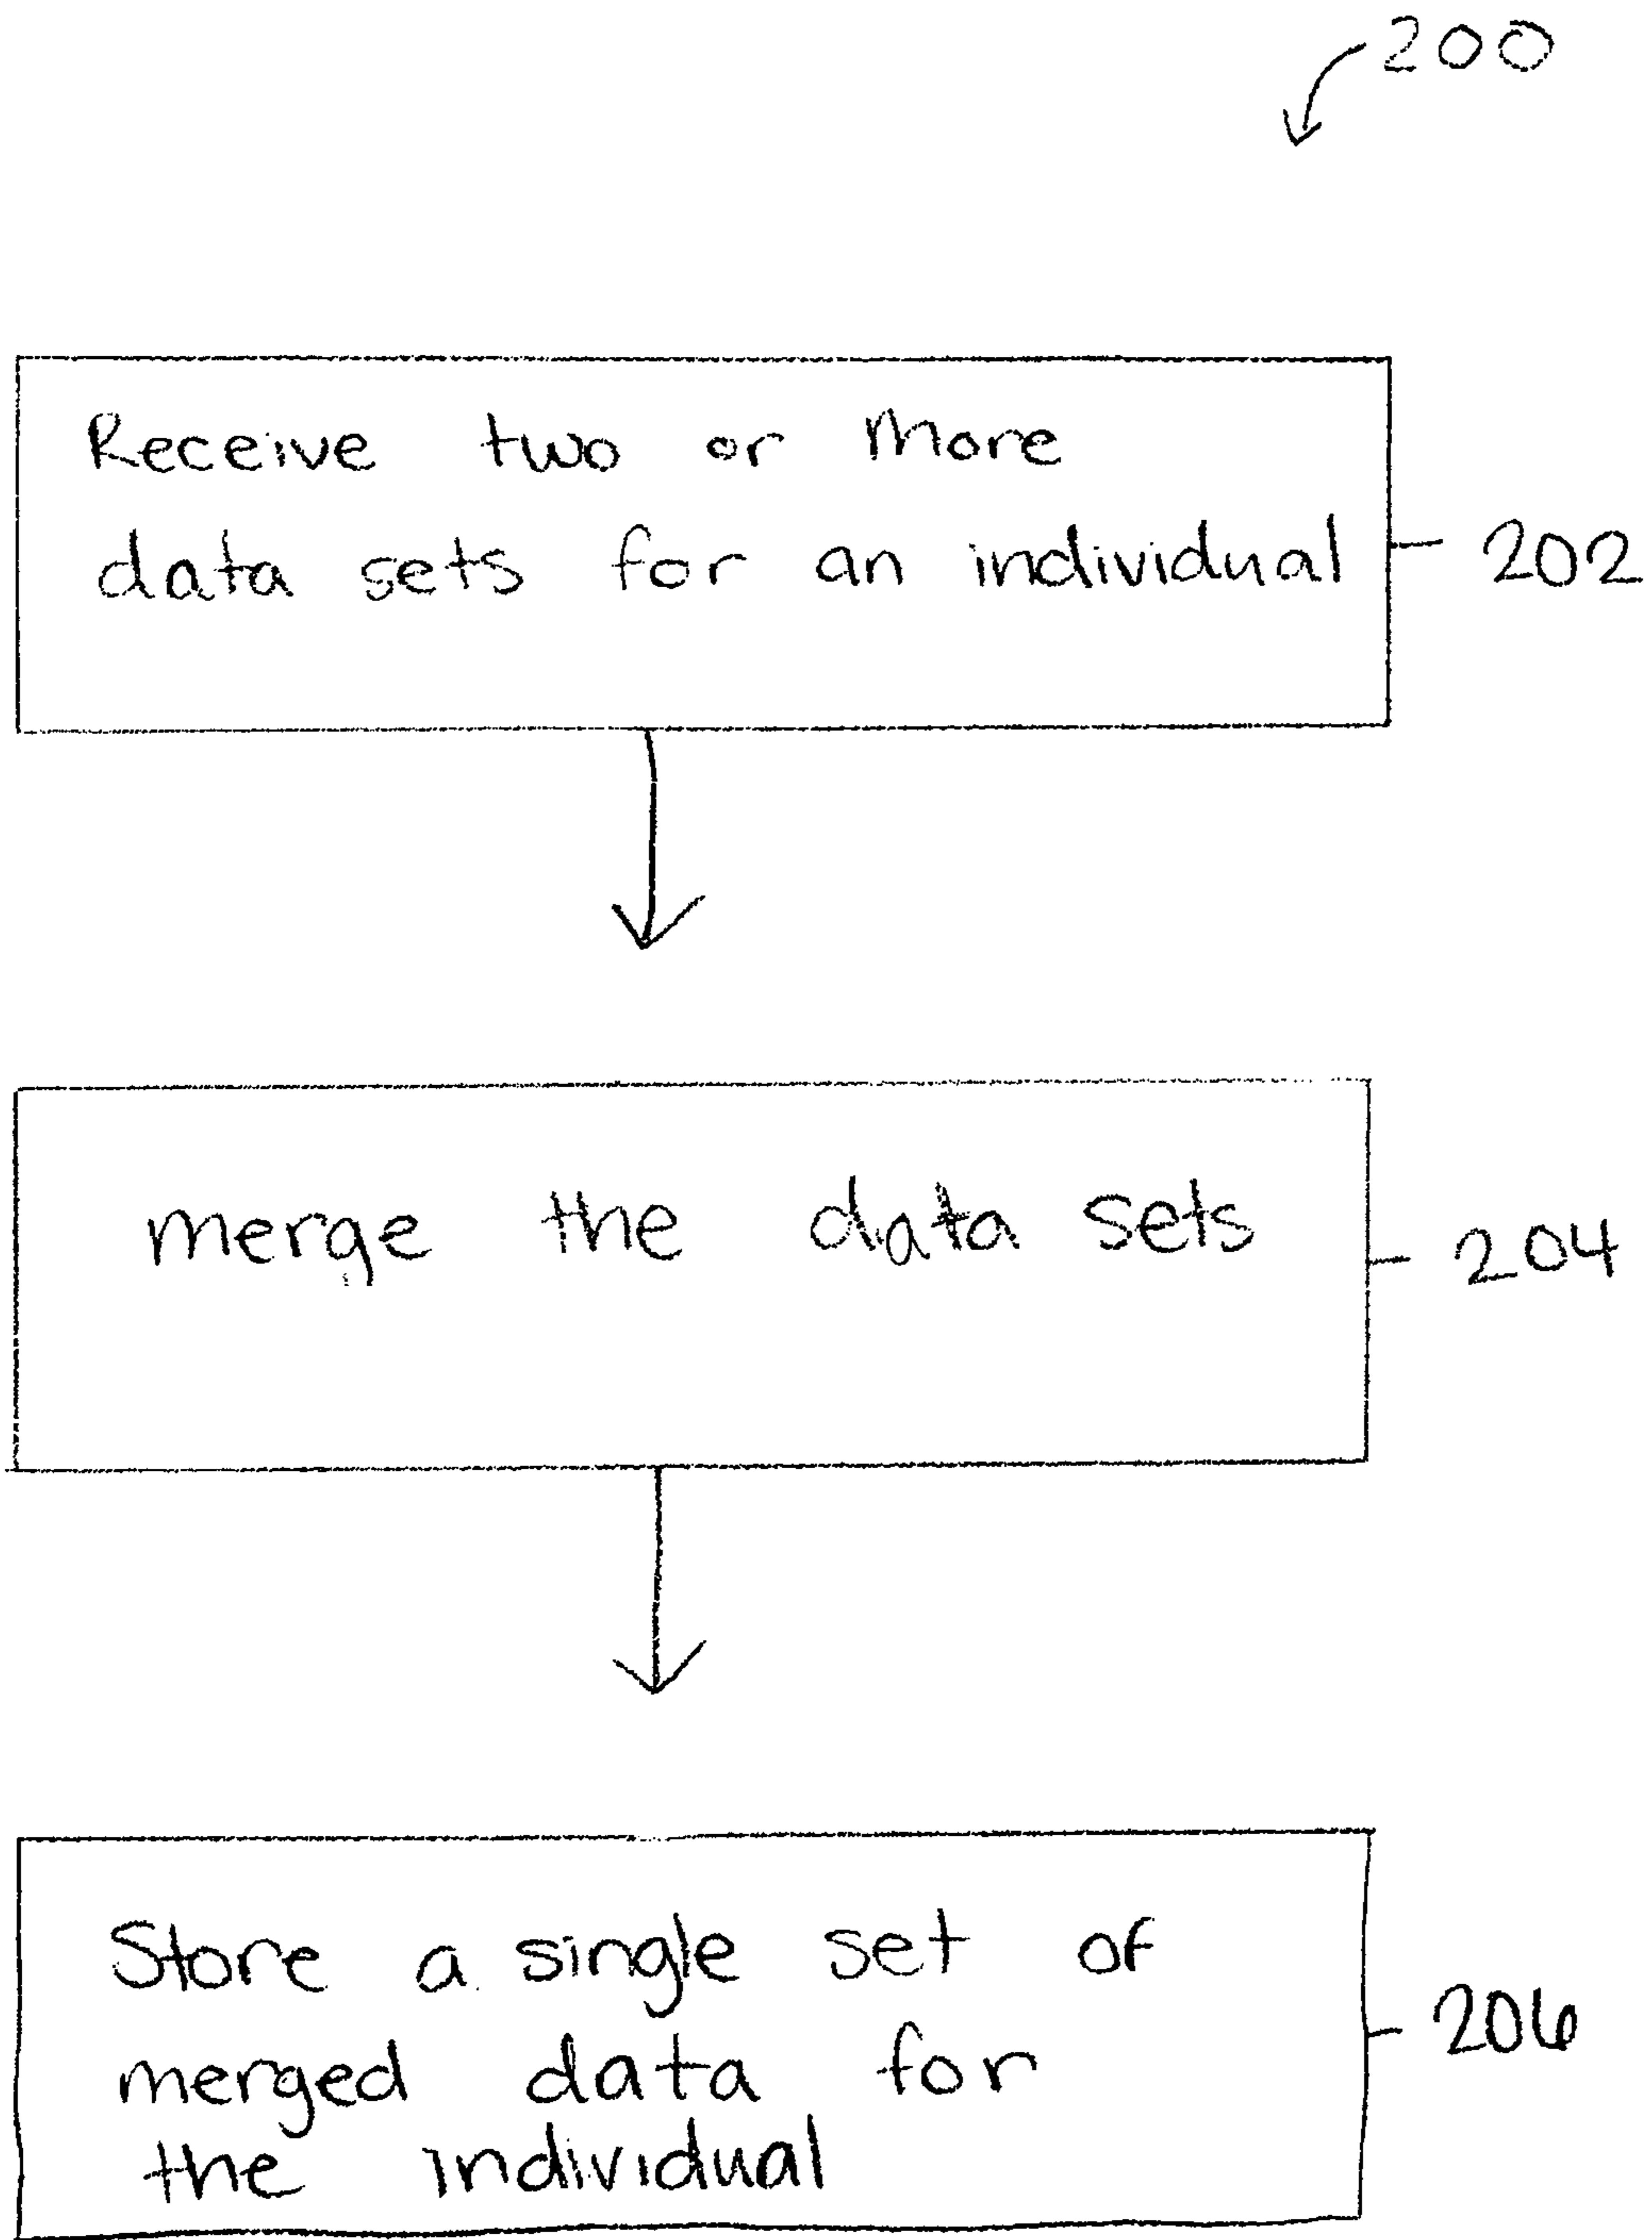 200
Receive two or more
data sets for an individual
202
merge the data sets
204
Store a single set of
merged data for
the individual
206